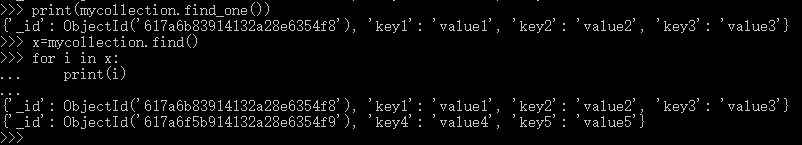 >>> print(mycollection.find_one())
{'_id': ObjectId('617a6b83914132a28e6354f8'), 'key1': 'value1', 'key2': 'value2', 'key3': 'value3'}
>>> x=mycollection.find()
>>> for i in x:
...     print(i)
...
{'_id': ObjectId('617a6b83914132a28e6354f8'), 'key1': 'value1', 'key2': 'value2', 'key3': 'value3'}
{'_id': ObjectId('617a6f5b914132a28e6354f9'), 'key4': 'value4', 'key5': 'value5'}
>>>